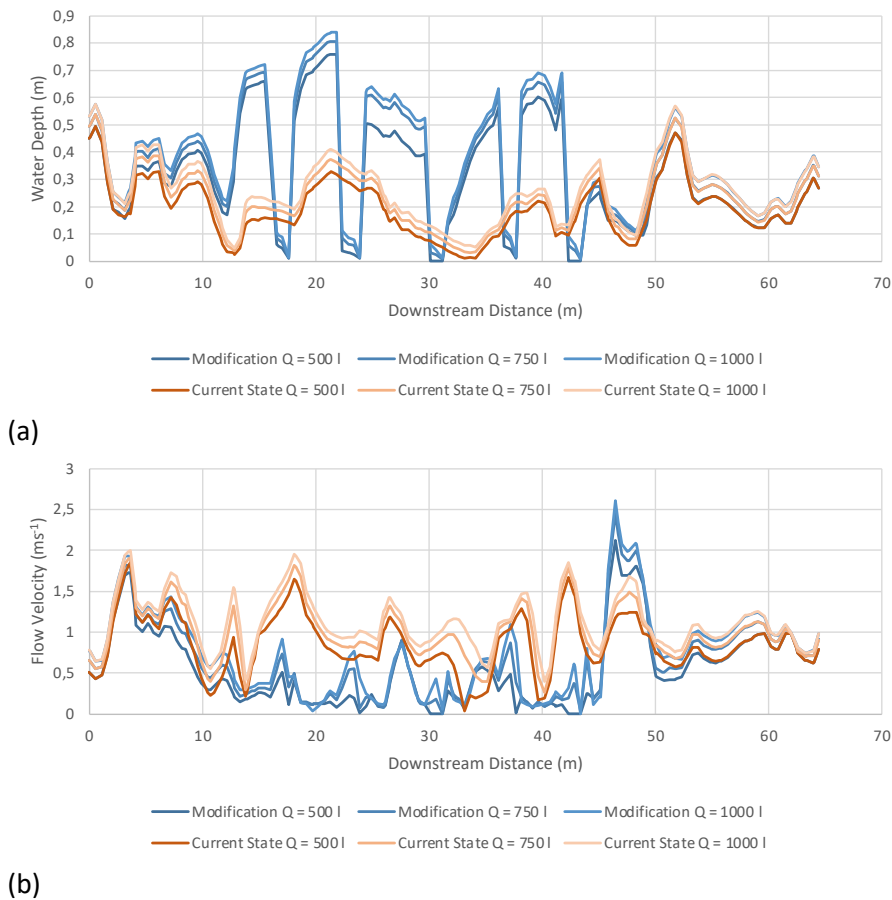 0,9
0,8
0,7
0,6
0,5
0,4
0,3
0,2
0,1
0
Water Depth (m)
0 10 20 30 40 50 60 70
Downstream Distance (m)
Modification Q = 500 l Modification Q = 750 l Modification Q = 1000 l
Current State Q = 500 l Current State Q = 750 l Current State Q = 1000 l
(a)
3
2,5
2
1,5
1
0,5
0
Flow Velocity (ms⁻¹)
0 10 20 30 40 50 60 70
Downstream Distance (m)
Modification Q = 500 l Modification Q = 750 l Modification Q = 1000 l
Current State Q = 500 l Current State Q = 750 l Current State Q = 1000 l
(b)